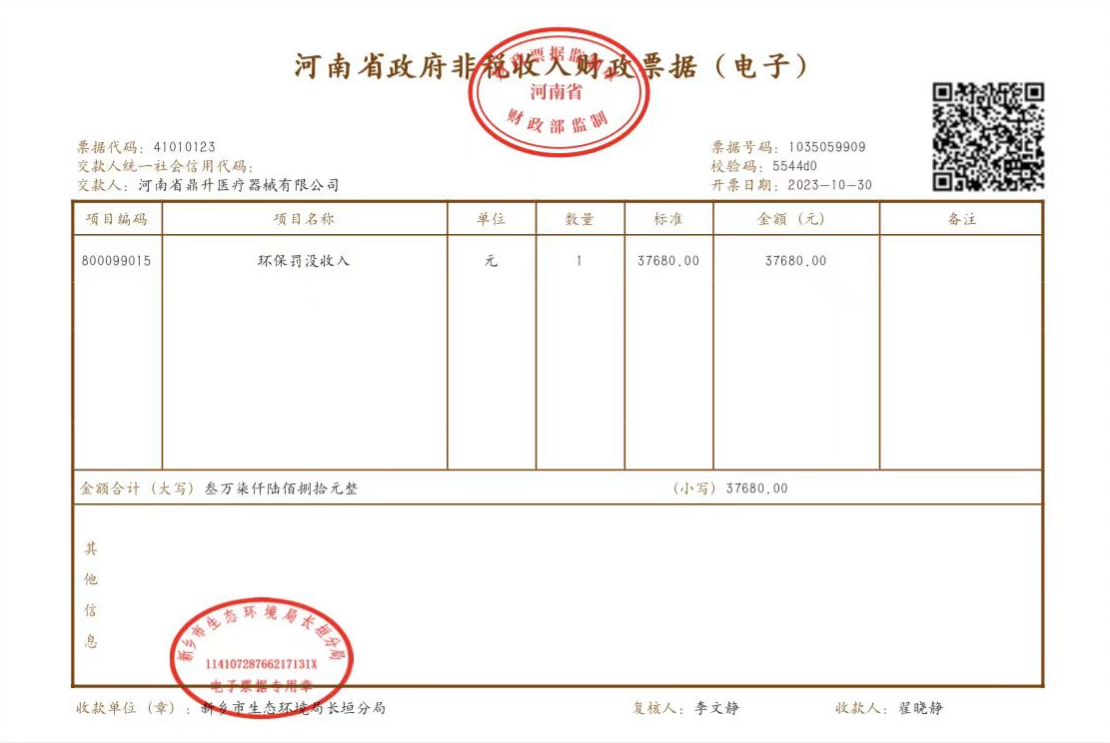 河南省政府非税收入财政票据（电子）
河南省
财政部监制
票据代码：41010123
票据号码：1035059909
交款人统一社会信用代码：
校验码：5544d0
交款人：河南省鼎升医疗器械有限公司
开票日期：2023-10-30
项目编码 项目名称 单位 数量 标准 金额（元） 备注
800099015 环保罚没收入 元 1 37680.00 37680.00
金额合计（大写）叁万柒仟陆佰捌拾元整 （小写）37680.00
其他信息
新乡市生态环境局长垣分局
11410728766217131X
电子票据专用章
收款单位（章）：新乡市生态环境局长垣分局 复核人：李文静 收款人：翟晓静